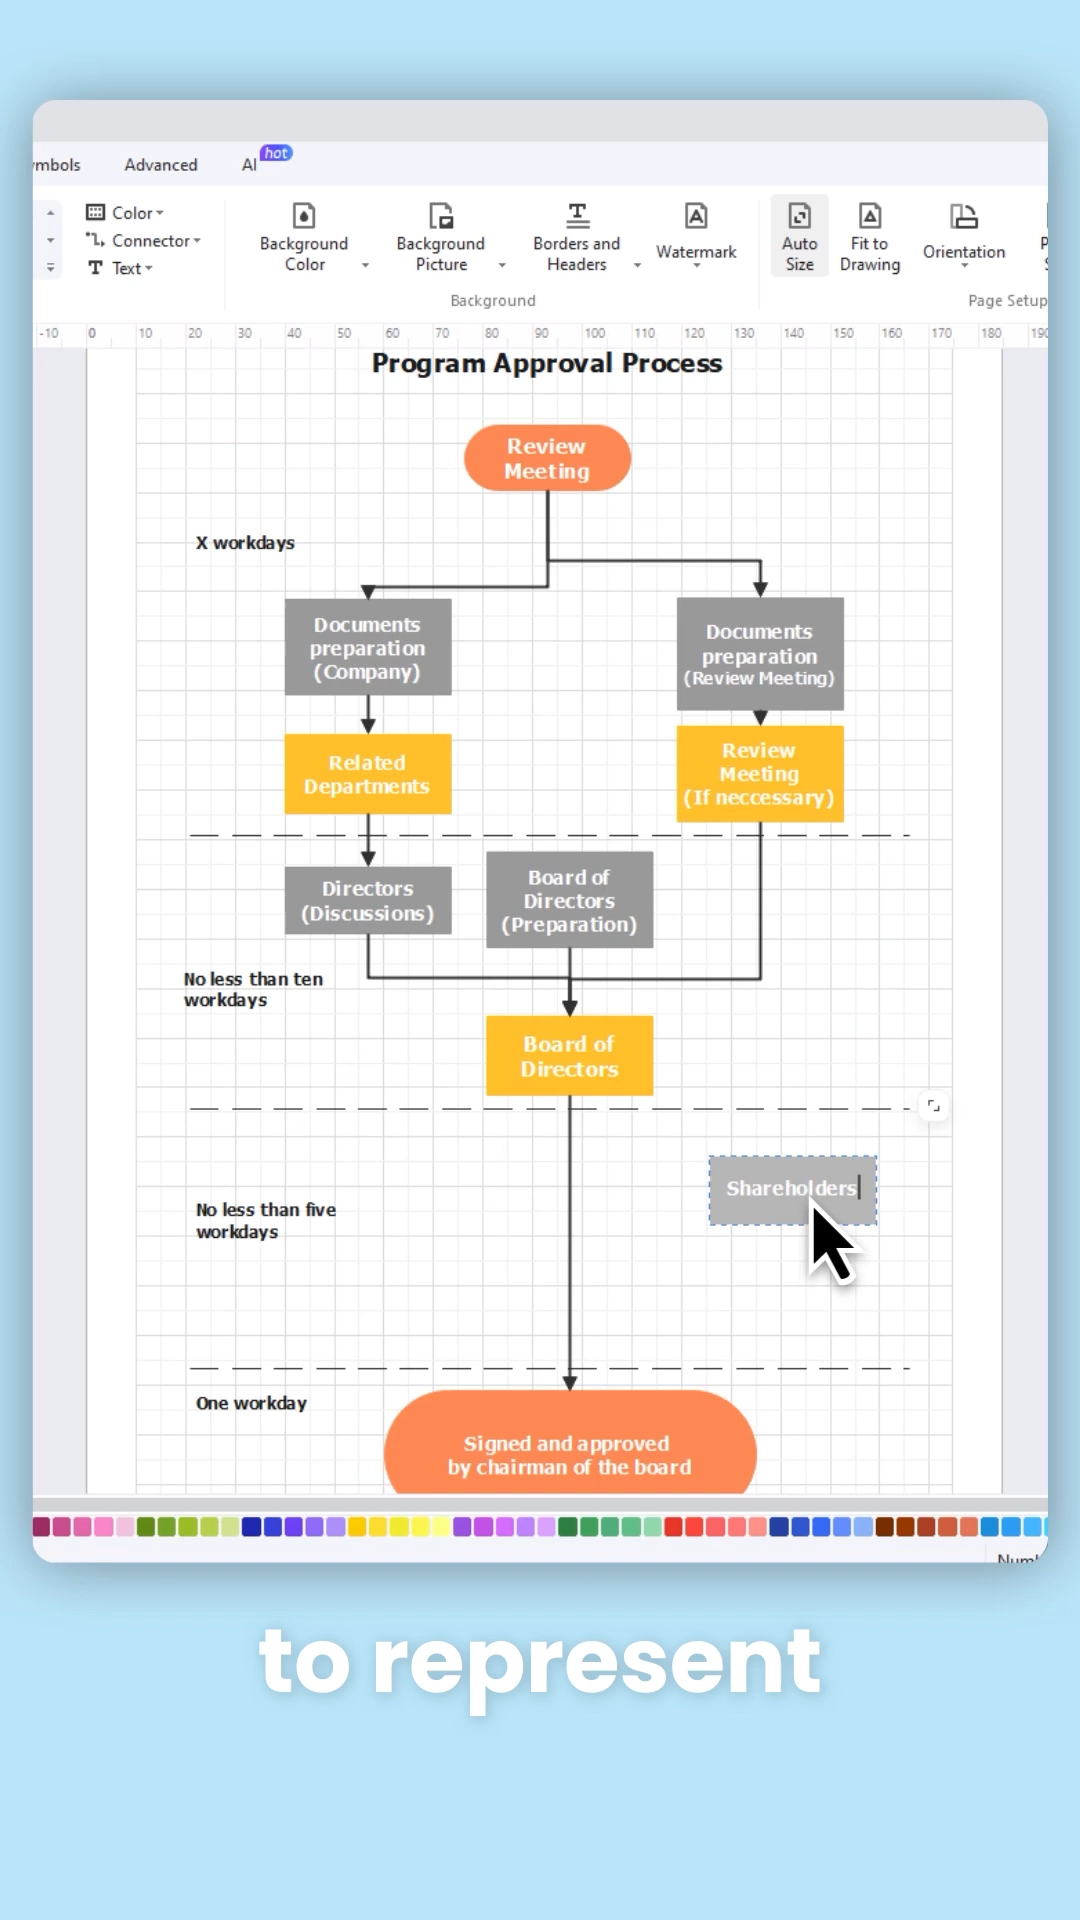 ymbols
Advanced
AI
hot
Color
Connector
Text
Background
Color
Background
Picture
Borders and
Headers
Watermark
Auto
Size
Fit to
Drawing
Orientation
Background
Page Setup
-10 0 10 20 30 40 50 60 70 80 90 100 110 120 130 140 150 160 170 180 190
Program Approval Process
Review
Meeting
X workdays
Documents
preparation
(Company)
Documents
preparation
(Review Meeting)
Related
Departments
Review
Meeting
(If neccessary)
Directors
(Discussions)
Board of
Directors
(Preparation)
No less than ten
workdays
Board of
Directors
Shareholders
No less than five
workdays
One workday
Signed and approved
by chairman of the board
to represent